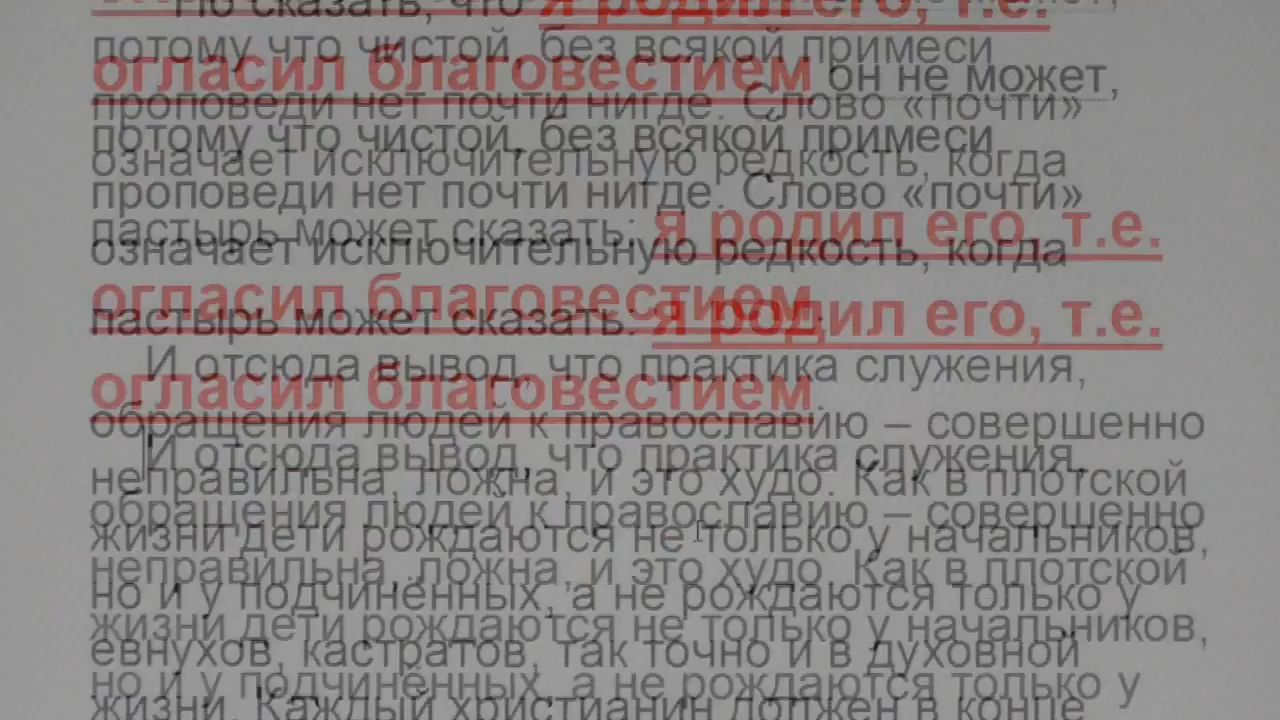 Но сказать, что я родил его, т.е.
потому что чистой, без всякой примеси
огласил благовестием он не может,
проповеди нет почти нигде. Слово «почти»
потому что чистой, без всякой примеси
означает исключительную редкость, когда
проповеди нет почти нигде. Слово «почти»
пастырь может сказать: я родил его, т.е.
означает исключительную редкость, когда
огласил благовестием.
пастырь может сказать: я родил его, т.е.
И отсюда вывод, что практика служения,
огласил благовестием.
обращения людей к православию – совершенно
И отсюда вывод, что практика служения,
неправильна, ложна, и это худо. Как в плотской
обращения людей к православию – совершенно
жизни дети рождаются не только у начальников,
неправильна, ложна, и это худо. Как в плотской
но и у подчинённых, а не рождаются только у
жизни дети рождаются не только у начальников,
евнухов, кастратов, так точно и в духовной
но и у подчинённых, а не рождаются только у
жизни. Каждый христианин должен в конце